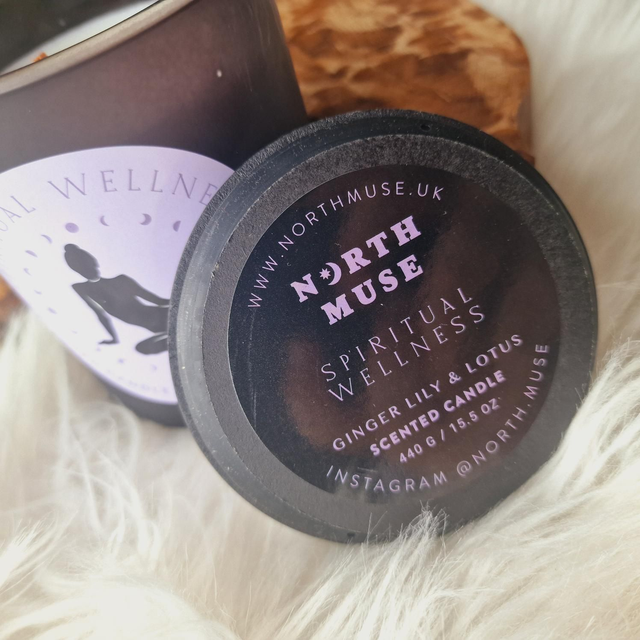 WELLNE
WWW.NORTHMUSE.UK
NORTH
MUSE
SPIRITUAL
WELLNESS
GINGER LILY & LOTUS
SCENTED CANDLE
440 G / 15.5 OZ
INSTAGRAM @NORTH.MUSE